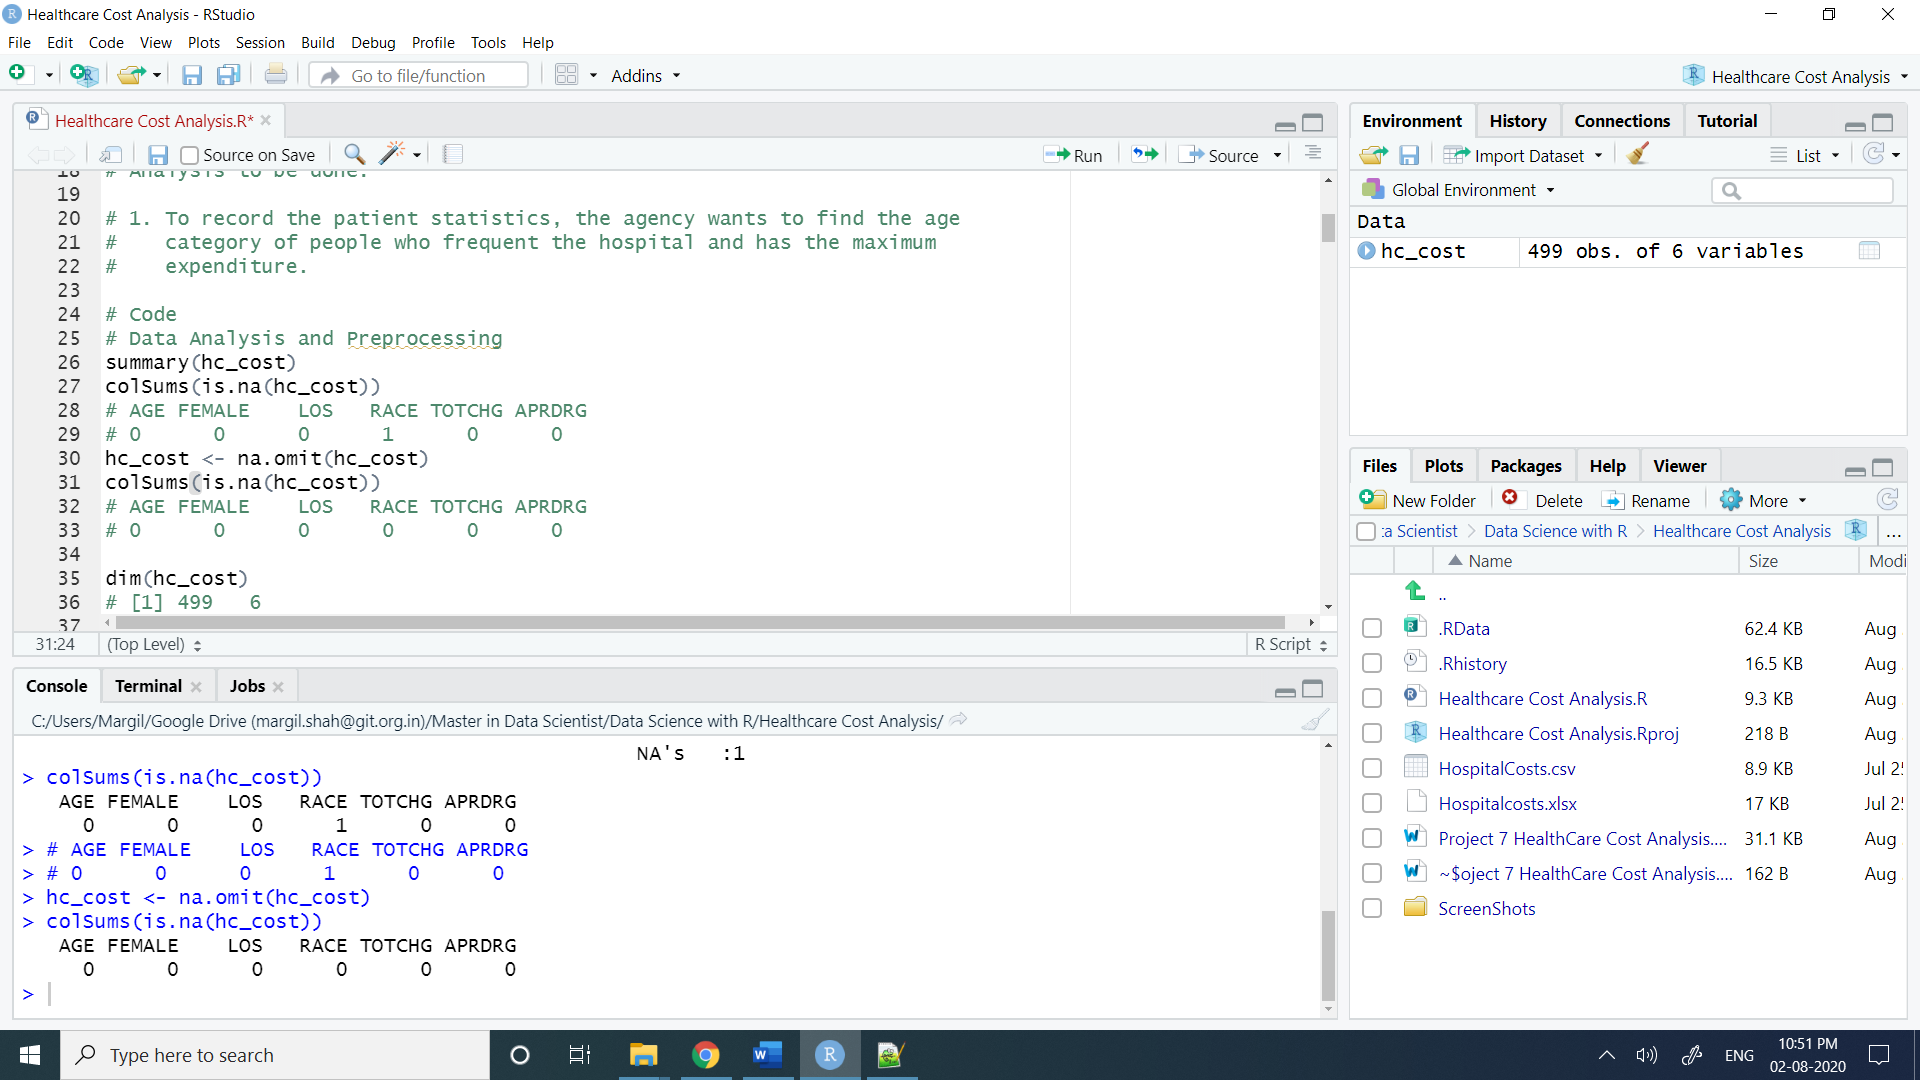 Healthcare Cost Analysis - RStudio
File Edit Code View Plots Session Build Debug Profile Tools Help
Go to file/function Addins Healthcare Cost Analysis
Healthcare Cost Analysis.R*
Source on Save Run Source
18 # Analysis to be done:
19
20 # 1. To record the patient statistics, the agency wants to find the age
21 #    category of people who frequent the hospital and has the maximum
22 #    expenditure.
23
24 # Code
25 # Data Analysis and Preprocessing
26 summary(hc_cost)
27 colSums(is.na(hc_cost))
28 # AGE FEMALE    LOS   RACE TOTCHG APRDRG
29 # 0      0      0      1      0      0
30 hc_cost <- na.omit(hc_cost)
31 colSums(is.na(hc_cost))
32 # AGE FEMALE    LOS   RACE TOTCHG APRDRG
33 # 0      0      0      0      0      0
34
35 dim(hc_cost)
36 # [1] 499   6
37
31:24 (Top Level) R Script
Console Terminal Jobs
C:/Users/Margil/Google Drive (margil.shah@git.org.in)/Master in Data Scientist/Data Science with R/Healthcare Cost Analysis/
NA's   :1
> colSums(is.na(hc_cost))
   AGE FEMALE    LOS   RACE TOTCHG APRDRG
     0      0      0      1      0      0
> # AGE FEMALE    LOS   RACE TOTCHG APRDRG
> # 0      0      0      1      0      0
> hc_cost <- na.omit(hc_cost)
> colSums(is.na(hc_cost))
   AGE FEMALE    LOS   RACE TOTCHG APRDRG
     0      0      0      0      0      0
>
Environment History Connections Tutorial
Import Dataset List
Global Environment
Data
hc_cost 499 obs. of 6 variables
Files Plots Packages Help Viewer
New Folder Delete Rename More
:a Scientist > Data Science with R > Healthcare Cost Analysis ...
Name Size Modi
..
.RData 62.4 KB Aug
.Rhistory 16.5 KB Aug
Healthcare Cost Analysis.R 9.3 KB Aug
Healthcare Cost Analysis.Rproj 218 B Aug
HospitalCosts.csv 8.9 KB Jul 2
Hospitalcosts.xlsx 17 KB Jul 2
Project 7 HealthCare Cost Analysis.... 31.1 KB Aug
~$oject 7 HealthCare Cost Analysis.... 162 B Aug
ScreenShots
Type here to search
ENG
10:51 PM
02-08-2020